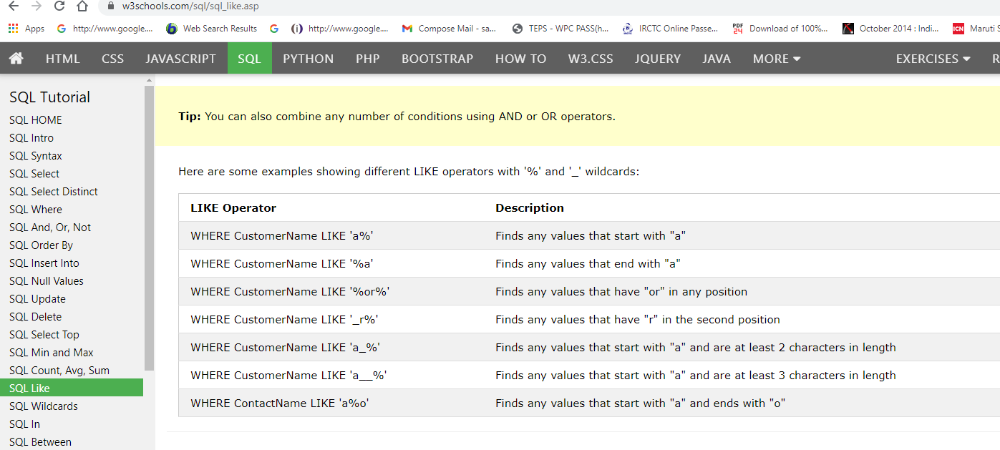 w3schools.com/sql/sql_like.asp
Apps http://www.google.... Web Search Results http://www.google.... Compose Mail - sa... TEPS - WPC PASS(h... IRCTC Online Passe... PDF 24 Download of 100%... October 2014 : Indi... ICN Maruti S
HTML CSS JAVASCRIPT SQL PYTHON PHP BOOTSTRAP HOW TO W3.CSS JQUERY JAVA MORE EXERCISES R
SQL Tutorial
SQL HOME
SQL Intro
SQL Syntax
SQL Select
SQL Select Distinct
SQL Where
SQL And, Or, Not
SQL Order By
SQL Insert Into
SQL Null Values
SQL Update
SQL Delete
SQL Select Top
SQL Min and Max
SQL Count, Avg, Sum
SQL Like
SQL Wildcards
SQL In
SQL Between
Tip: You can also combine any number of conditions using AND or OR operators.
Here are some examples showing different LIKE operators with '%' and '_' wildcards:
LIKE Operator Description
WHERE CustomerName LIKE 'a%' Finds any values that start with "a"
WHERE CustomerName LIKE '%a' Finds any values that end with "a"
WHERE CustomerName LIKE '%or%' Finds any values that have "or" in any position
WHERE CustomerName LIKE '_r%' Finds any values that have "r" in the second position
WHERE CustomerName LIKE 'a_%' Finds any values that start with "a" and are at least 2 characters in length
WHERE CustomerName LIKE 'a__%' Finds any values that start with "a" and are at least 3 characters in length
WHERE ContactName LIKE 'a%o' Finds any values that start with "a" and ends with "o"